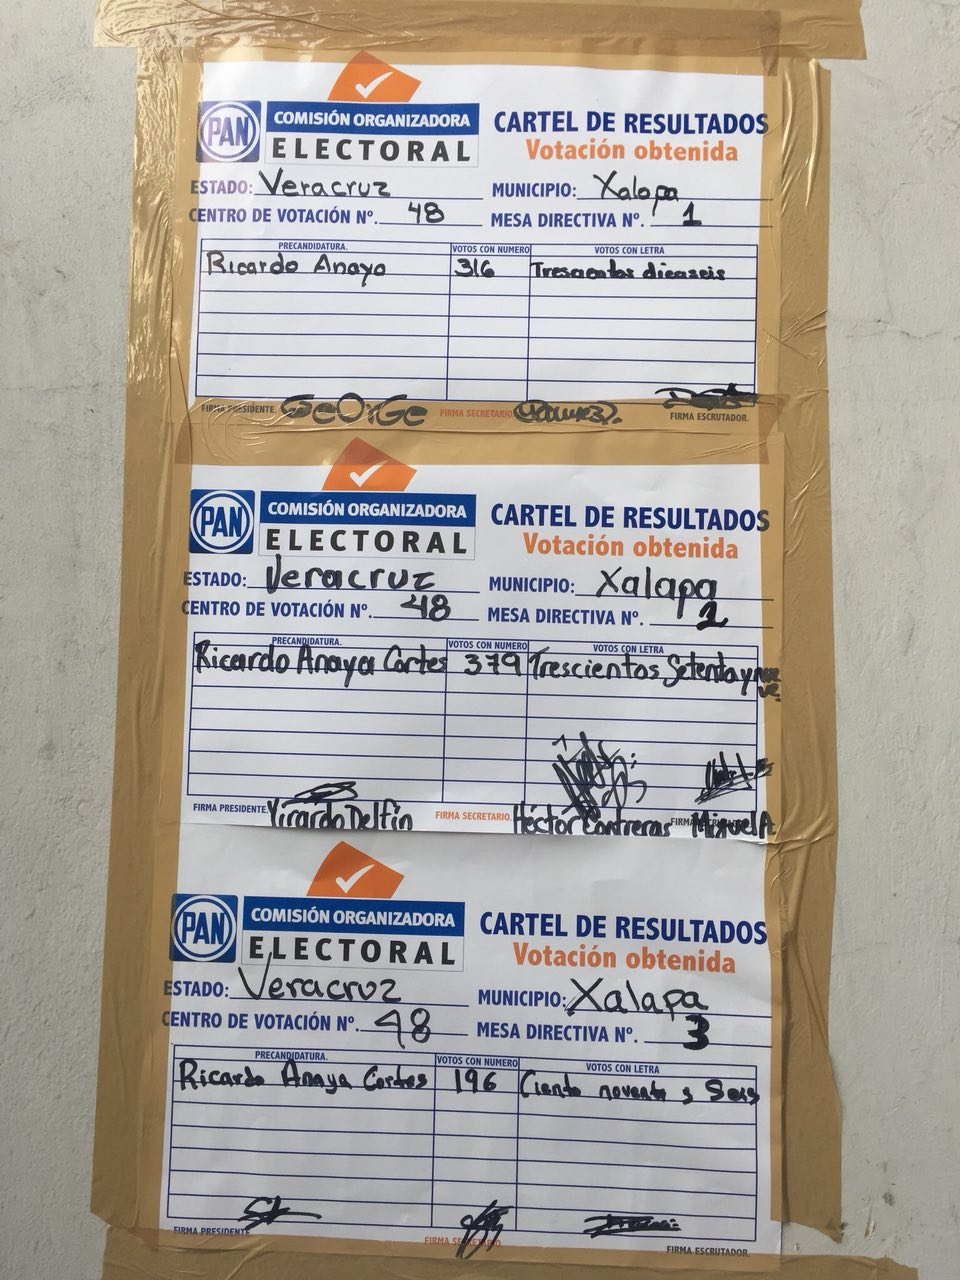 PAN
COMISIÓN ORGANIZADORA
ELECTORAL
CARTEL DE RESULTADOS
Votación obtenida
ESTADO: Veracruz MUNICIPIO: Xalapa
CENTRO DE VOTACIÓN Nº. 48 MESA DIRECTIVA Nº. 1
PRECANDIDATURA. VOTOS CON NUMERO VOTOS CON LETRA
Ricardo Anaya 316 Tresacentos dieaseis
FIRMA PRESIDENTE. GeOrGe FIRMA SECRETARIO FIRMA ESCRUTADOR.
PAN
COMISIÓN ORGANIZADORA
ELECTORAL
CARTEL DE RESULTADOS
Votación obtenida
ESTADO: Veracruz MUNICIPIO: Xalapa
CENTRO DE VOTACIÓN Nº. 48 MESA DIRECTIVA Nº. 2
PRECANDIDATURA. VOTOS CON NUMERO VOTOS CON LETRA
Ricardo Anaya Cortes 379 Trescientos Setenta y nueve
FIRMA PRESIDENTE. Yirardo Delfin FIRMA SECRETARIO. Héctor Contreras Miguel A
PAN
COMISIÓN ORGANIZADORA
ELECTORAL
CARTEL DE RESULTADOS
Votación obtenida
ESTADO: Veracruz MUNICIPIO: Xalapa
CENTRO DE VOTACIÓN Nº. 48 MESA DIRECTIVA Nº. 3
PRECANDIDATURA. VOTOS CON NUMERO VOTOS CON LETRA
Ricardo Anaya Cortes 196 Ciento noventa y Seis
FIRMA PRESIDENTE FIRMA FIRMA ESCRUTADOR.